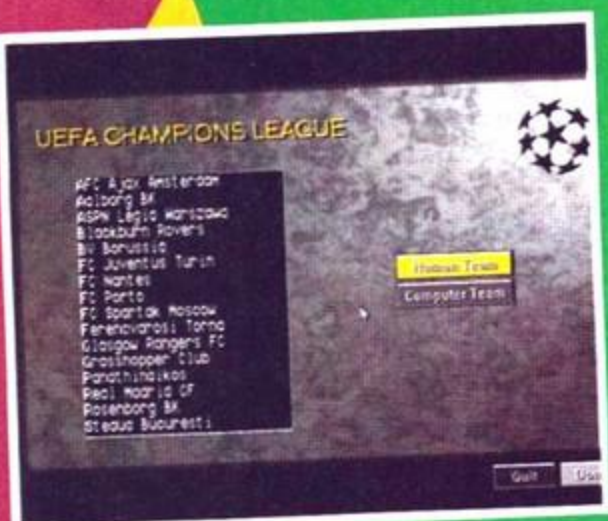 UEFA CHAMPIONS LEAGUE
AFC Ajax Amsterdam
Aalborg BK
ASPN Legia Warszawa
Blackburn Rovers
BV Borussia
FC Juventus Turin
FC Nantes
FC Porto
FC Spartak Moscow
Ferencvarosi Torna
Glasgow Rangers FC
Grasshopper Club
Panathinaikos
Real Madrid CF
Rosenborg BK
Steaua Bucuresti
Human Team
Computer Team
Quit